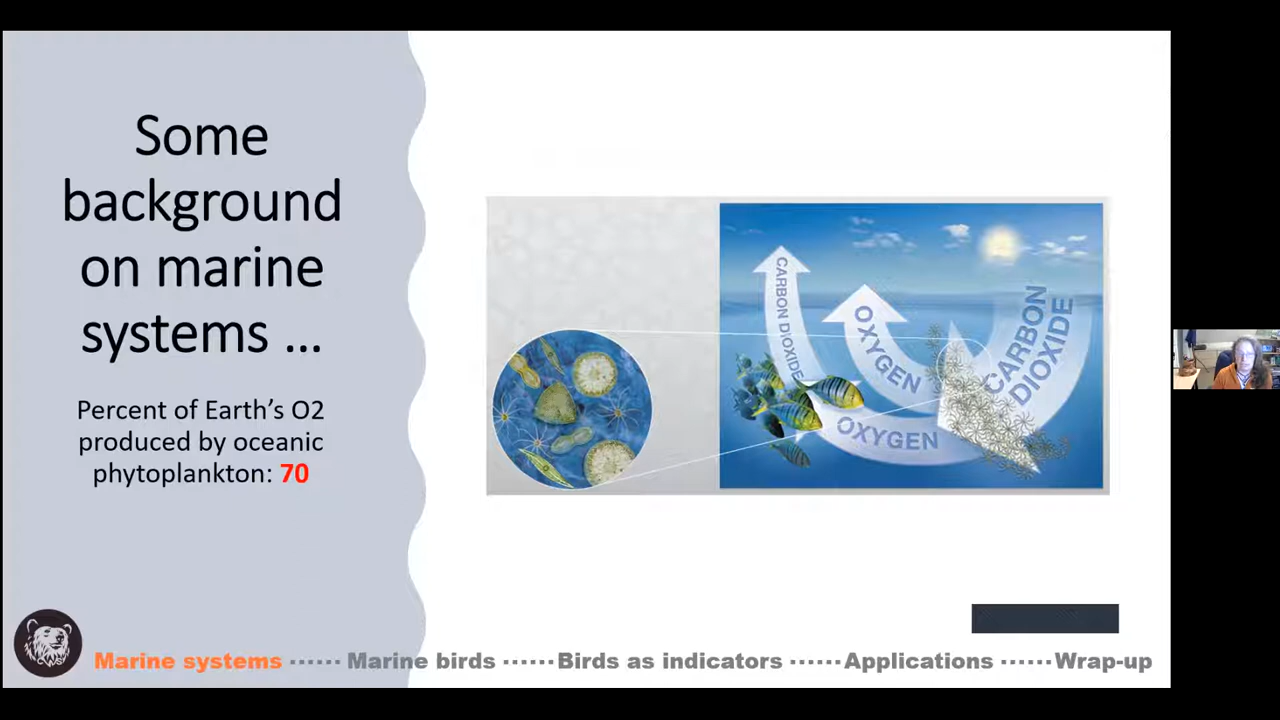 Some
background
on marine
systems ...
Percent of Earth's O2
produced by oceanic
phytoplankton: 70
CARBON DIOXIDE
OXYGEN
CARBON
DIOXIDE
OXYGEN
Marine systems ...... Marine birds ...... Birds as indicators ...... Applications ...... Wrap-up